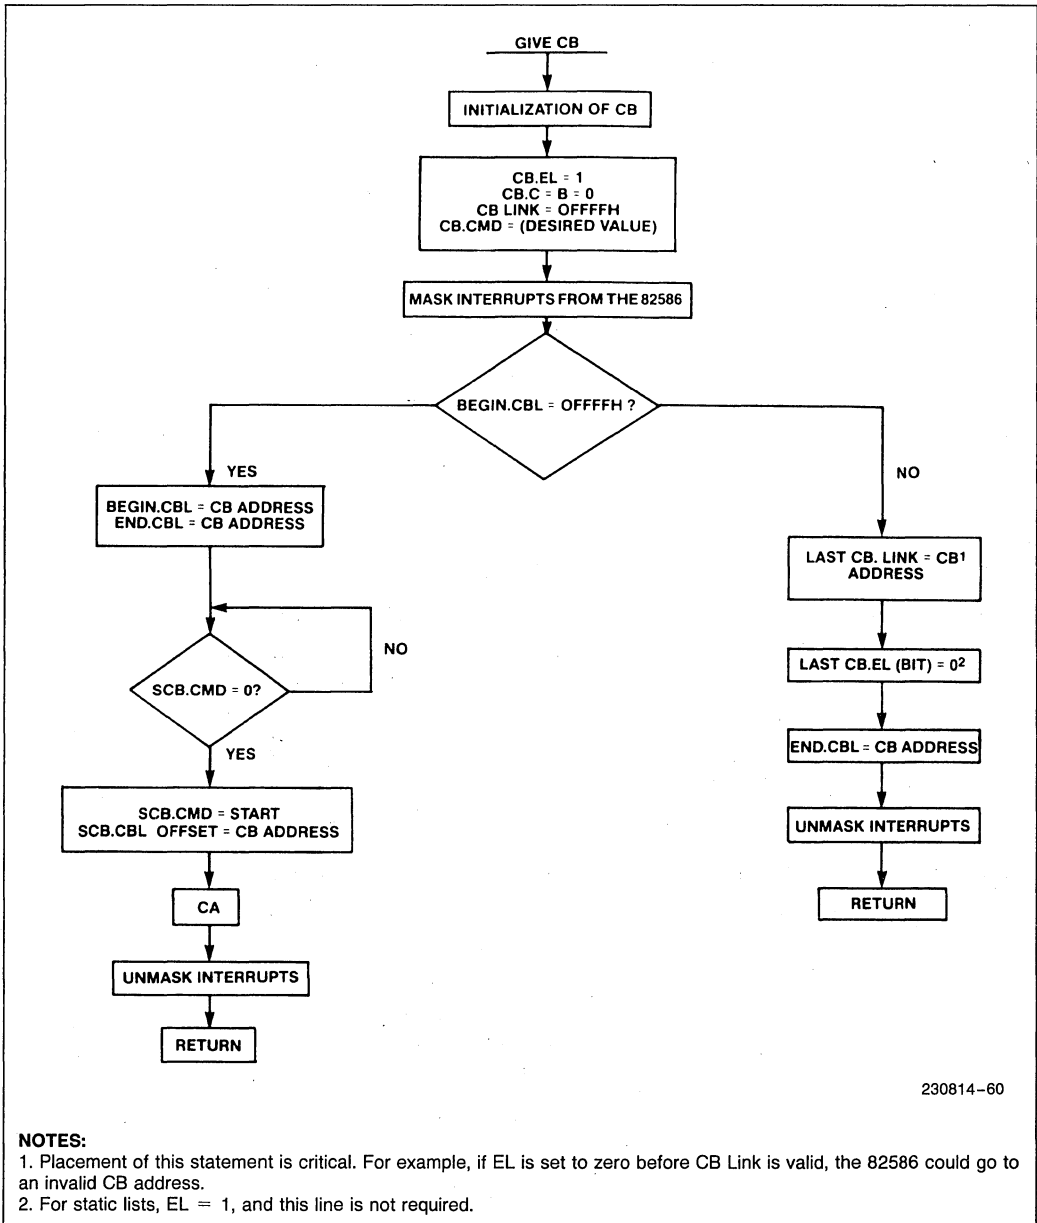 GIVE CB
INITIALIZATION OF CB
CB.EL = 1
CB.C = B = 0
CB LINK = OFFFFH
CB.CMD = (DESIRED VALUE)
MASK INTERRUPTS FROM THE 82586
BEGIN.CBL = OFFFFH ?
YES
BEGIN.CBL = CB ADDRESS
END.CBL = CB ADDRESS
NO
SCB.CMD = 0?
YES
SCB.CMD = START
SCB.CBL OFFSET = CB ADDRESS
CA
UNMASK INTERRUPTS
RETURN
NO
LAST CB. LINK = CB¹
ADDRESS
LAST CB.EL (BIT) = 0²
END.CBL = CB ADDRESS
UNMASK INTERRUPTS
RETURN
230814–60
NOTES:
1. Placement of this statement is critical. For example, if EL is set to zero before CB Link is valid, the 82586 could go to
an invalid CB address.
2. For static lists, EL = 1, and this line is not required.